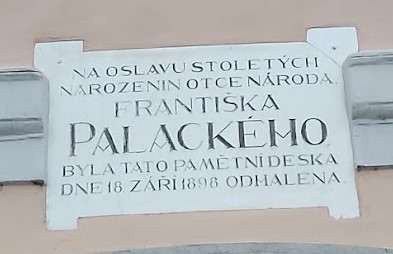 NA OSLAVU STOLETÝCH
NAROZENIN OTCE NÁRODA
FRANTIŠKA
PALACKÉHO
BYLA TATO PAMĚTNÍ DESKA
DNE 18 ZÁŘÍ 1898 ODHALENA.